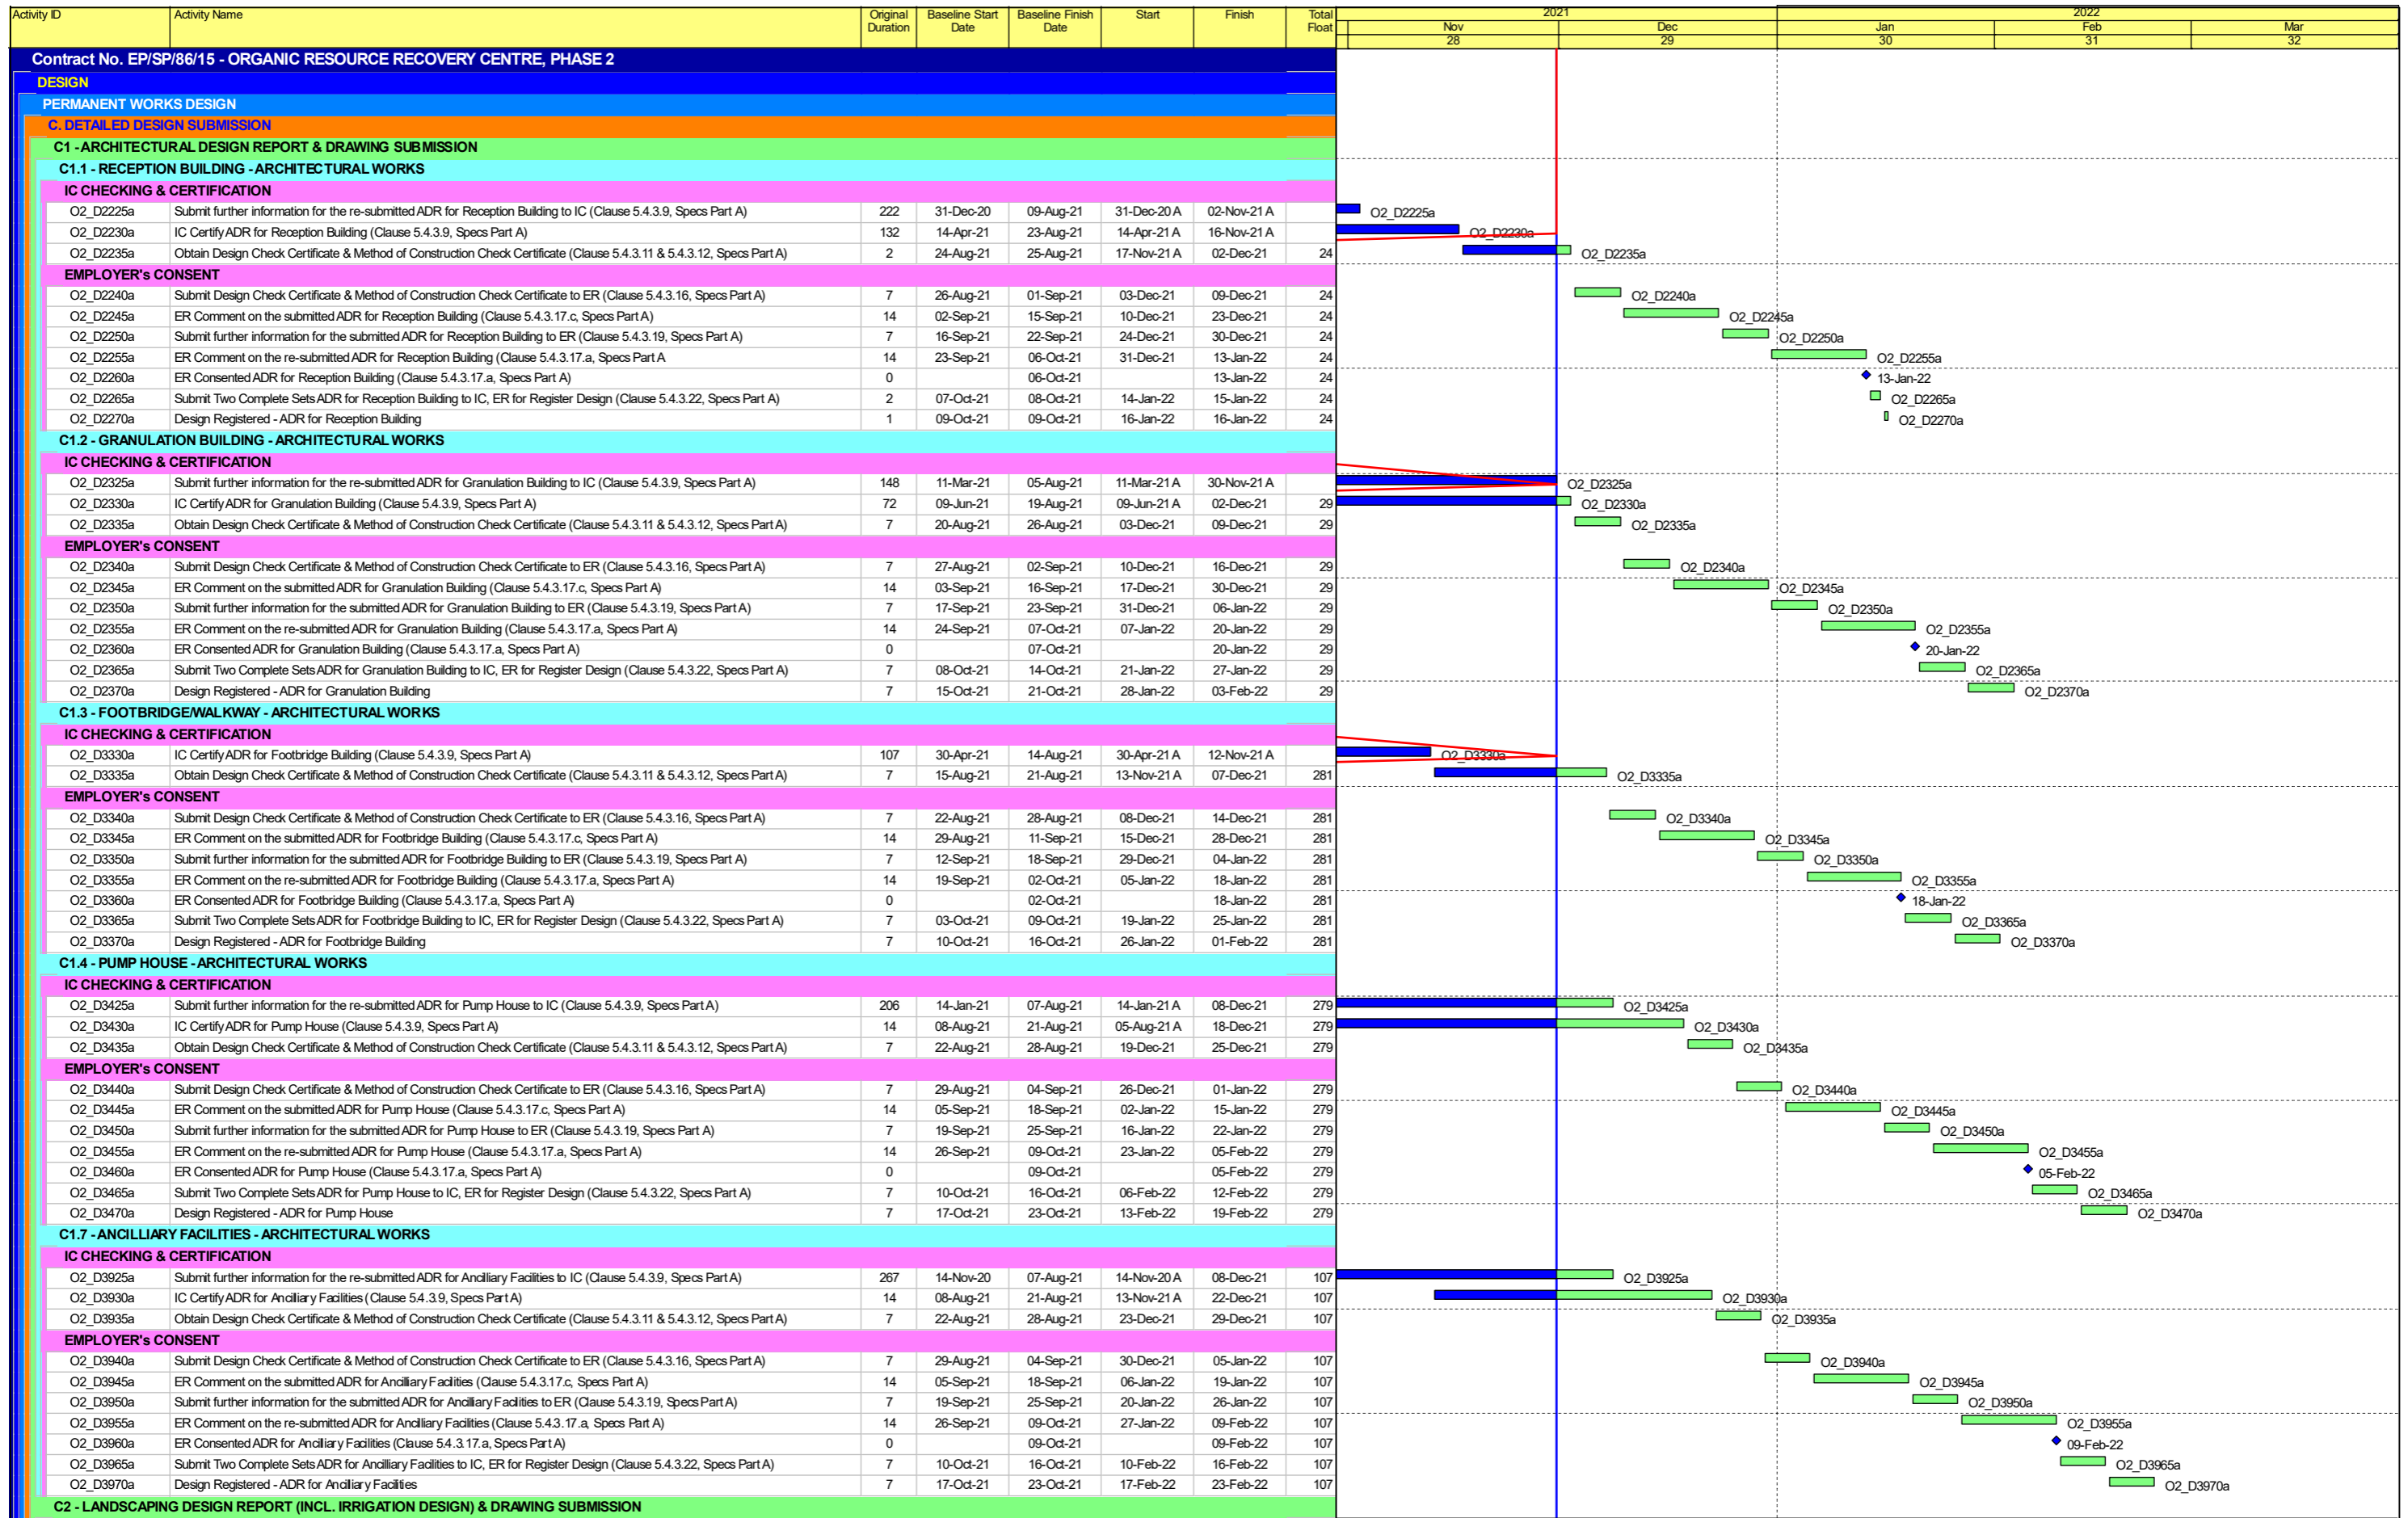 Activity ID Activity Name Original Duration Baseline Start Date Baseline Finish Date Start Finish Total Float 2021 2022
Nov Dec Jan Feb Mar
28 29 30 31 32
Contract No. EP/SP/86/15 - ORGANIC RESOURCE RECOVERY CENTRE, PHASE 2
DESIGN
PERMANENT WORKS DESIGN
C. DETAILED DESIGN SUBMISSION
C1 - ARCHITECTURAL DESIGN REPORT & DRAWING SUBMISSION
C1.1 - RECEPTION BUILDING - ARCHITECTURAL WORKS
IC CHECKING & CERTIFICATION
O2_D2225a Submit further information for the re-submitted ADR for Reception Building to IC (Clause 5.4.3.9, Specs Part A) 222 31-Dec-20 09-Aug-21 31-Dec-20 A 02-Nov-21 A O2_D2225a
O2_D2230a IC Certify ADR for Reception Building (Clause 5.4.3.9, Specs Part A) 132 14-Apr-21 23-Aug-21 14-Apr-21 A 16-Nov-21 A O2_D2230a
O2_D2235a Obtain Design Check Certificate & Method of Construction Check Certificate (Clause 5.4.3.11 & 5.4.3.12, Specs Part A) 2 24-Aug-21 25-Aug-21 17-Nov-21 A 02-Dec-21 24 O2_D2235a
EMPLOYER's CONSENT
O2_D2240a Submit Design Check Certificate & Method of Construction Check Certificate to ER (Clause 5.4.3.16, Specs Part A) 7 26-Aug-21 01-Sep-21 03-Dec-21 09-Dec-21 24 O2_D2240a
O2_D2245a ER Comment on the submitted ADR for Reception Building (Clause 5.4.3.17.c, Specs Part A) 14 02-Sep-21 15-Sep-21 10-Dec-21 23-Dec-21 24 O2_D2245a
O2_D2250a Submit further information for the submitted ADR for Reception Building to ER (Clause 5.4.3.19, Specs Part A) 7 16-Sep-21 22-Sep-21 24-Dec-21 30-Dec-21 24 O2_D2250a
O2_D2255a ER Comment on the re-submitted ADR for Reception Building (Clause 5.4.3.17.a, Specs Part A 14 23-Sep-21 06-Oct-21 31-Dec-21 13-Jan-22 24 O2_D2255a
O2_D2260a ER Consented ADR for Reception Building (Clause 5.4.3.17.a, Specs Part A) 0 06-Oct-21 13-Jan-22 24 13-Jan-22
O2_D2265a Submit Two Complete Sets ADR for Reception Building to IC, ER for Register Design (Clause 5.4.3.22, Specs Part A) 2 07-Oct-21 08-Oct-21 14-Jan-22 15-Jan-22 24 O2_D2265a
O2_D2270a Design Registered - ADR for Reception Building 1 09-Oct-21 09-Oct-21 16-Jan-22 16-Jan-22 24 O2_D2270a
C1.2 - GRANULATION BUILDING - ARCHITECTURAL WORKS
IC CHECKING & CERTIFICATION
O2_D2325a Submit further information for the re-submitted ADR for Granulation Building to IC (Clause 5.4.3.9, Specs Part A) 148 11-Mar-21 05-Aug-21 11-Mar-21 A 30-Nov-21 A O2_D2325a
O2_D2330a IC Certify ADR for Granulation Building (Clause 5.4.3.9, Specs Part A) 72 09-Jun-21 19-Aug-21 09-Jun-21 A 02-Dec-21 29 O2_D2330a
O2_D2335a Obtain Design Check Certificate & Method of Construction Check Certificate (Clause 5.4.3.11 & 5.4.3.12, Specs Part A) 7 20-Aug-21 26-Aug-21 03-Dec-21 09-Dec-21 29 O2_D2335a
EMPLOYER's CONSENT
O2_D2340a Submit Design Check Certificate & Method of Construction Check Certificate to ER (Clause 5.4.3.16, Specs Part A) 7 27-Aug-21 02-Sep-21 10-Dec-21 16-Dec-21 29 O2_D2340a
O2_D2345a ER Comment on the submitted ADR for Granulation Building (Clause 5.4.3.17.c, Specs Part A) 14 03-Sep-21 16-Sep-21 17-Dec-21 30-Dec-21 29 O2_D2345a
O2_D2350a Submit further information for the submitted ADR for Granulation Building to ER (Clause 5.4.3.19, Specs Part A) 7 17-Sep-21 23-Sep-21 31-Dec-21 06-Jan-22 29 O2_D2350a
O2_D2355a ER Comment on the re-submitted ADR for Granulation Building (Clause 5.4.3.17.a, Specs Part A) 14 24-Sep-21 07-Oct-21 07-Jan-22 20-Jan-22 29 O2_D2355a
O2_D2360a ER Consented ADR for Granulation Building (Clause 5.4.3.17.a, Specs Part A) 0 07-Oct-21 20-Jan-22 29 20-Jan-22
O2_D2365a Submit Two Complete Sets ADR for Granulation Building to IC, ER for Register Design (Clause 5.4.3.22, Specs Part A) 7 08-Oct-21 14-Oct-21 21-Jan-22 27-Jan-22 29 O2_D2365a
O2_D2370a Design Registered - ADR for Granulation Building 7 15-Oct-21 21-Oct-21 28-Jan-22 03-Feb-22 29 O2_D2370a
C1.3 - FOOTBRIDGE/WALKWAY - ARCHITECTURAL WORKS
IC CHECKING & CERTIFICATION
O2_D3330a IC Certify ADR for Footbridge Building (Clause 5.4.3.9, Specs Part A) 107 30-Apr-21 14-Aug-21 30-Apr-21 A 12-Nov-21 A O2_D3330a
O2_D3335a Obtain Design Check Certificate & Method of Construction Check Certificate (Clause 5.4.3.11 & 5.4.3.12, Specs Part A) 7 15-Aug-21 21-Aug-21 13-Nov-21 A 07-Dec-21 281 O2_D3335a
EMPLOYER's CONSENT
O2_D3340a Submit Design Check Certificate & Method of Construction Check Certificate to ER (Clause 5.4.3.16, Specs Part A) 7 22-Aug-21 28-Aug-21 08-Dec-21 14-Dec-21 281 O2_D3340a
O2_D3345a ER Comment on the submitted ADR for Footbridge Building (Clause 5.4.3.17.c, Specs Part A) 14 29-Aug-21 11-Sep-21 15-Dec-21 28-Dec-21 281 O2_D3345a
O2_D3350a Submit further information for the submitted ADR for Footbridge Building to ER (Clause 5.4.3.19, Specs Part A) 7 12-Sep-21 18-Sep-21 29-Dec-21 04-Jan-22 281 O2_D3350a
O2_D3355a ER Comment on the re-submitted ADR for Footbridge Building (Clause 5.4.3.17.a, Specs Part A) 14 19-Sep-21 02-Oct-21 05-Jan-22 18-Jan-22 281 O2_D3355a
O2_D3360a ER Consented ADR for Footbridge Building (Clause 5.4.3.17.a, Specs Part A) 0 02-Oct-21 18-Jan-22 281 18-Jan-22
O2_D3365a Submit Two Complete Sets ADR for Footbridge Building to IC, ER for Register Design (Clause 5.4.3.22, Specs Part A) 7 03-Oct-21 09-Oct-21 19-Jan-22 25-Jan-22 281 O2_D3365a
O2_D3370a Design Registered - ADR for Footbridge Building 7 10-Oct-21 16-Oct-21 26-Jan-22 01-Feb-22 281 O2_D3370a
C1.4 - PUMP HOUSE - ARCHITECTURAL WORKS
IC CHECKING & CERTIFICATION
O2_D3425a Submit further information for the re-submitted ADR for Pump House to IC (Clause 5.4.3.9, Specs Part A) 206 14-Jan-21 07-Aug-21 14-Jan-21 A 08-Dec-21 279 O2_D3425a
O2_D3430a IC Certify ADR for Pump House (Clause 5.4.3.9, Specs Part A) 14 08-Aug-21 21-Aug-21 05-Aug-21 A 18-Dec-21 279 O2_D3430a
O2_D3435a Obtain Design Check Certificate & Method of Construction Check Certificate (Clause 5.4.3.11 & 5.4.3.12, Specs Part A) 7 22-Aug-21 28-Aug-21 19-Dec-21 25-Dec-21 279 O2_D3435a
EMPLOYER's CONSENT
O2_D3440a Submit Design Check Certificate & Method of Construction Check Certificate to ER (Clause 5.4.3.16, Specs Part A) 7 29-Aug-21 04-Sep-21 26-Dec-21 01-Jan-22 279 O2_D3440a
O2_D3445a ER Comment on the submitted ADR for Pump House (Clause 5.4.3.17.c, Specs Part A) 14 05-Sep-21 18-Sep-21 02-Jan-22 15-Jan-22 279 O2_D3445a
O2_D3450a Submit further information for the submitted ADR for Pump House to ER (Clause 5.4.3.19, Specs Part A) 7 19-Sep-21 25-Sep-21 16-Jan-22 22-Jan-22 279 O2_D3450a
O2_D3455a ER Comment on the re-submitted ADR for Pump House (Clause 5.4.3.17.a, Specs Part A) 14 26-Sep-21 09-Oct-21 23-Jan-22 05-Feb-22 279 O2_D3455a
O2_D3460a ER Consented ADR for Pump House (Clause 5.4.3.17.a, Specs Part A) 0 09-Oct-21 05-Feb-22 279 05-Feb-22
O2_D3465a Submit Two Complete Sets ADR for Pump House to IC, ER for Register Design (Clause 5.4.3.22, Specs Part A) 7 10-Oct-21 16-Oct-21 06-Feb-22 12-Feb-22 279 O2_D3465a
O2_D3470a Design Registered - ADR for Pump House 7 17-Oct-21 23-Oct-21 13-Feb-22 19-Feb-22 279 O2_D3470a
C1.7 - ANCILLIARY FACILITIES - ARCHITECTURAL WORKS
IC CHECKING & CERTIFICATION
O2_D3925a Submit further information for the re-submitted ADR for Ancilliary Facilities to IC (Clause 5.4.3.9, Specs Part A) 267 14-Nov-20 07-Aug-21 14-Nov-20 A 08-Dec-21 107 O2_D3925a
O2_D3930a IC Certify ADR for Ancilliary Facilities (Clause 5.4.3.9, Specs Part A) 14 08-Aug-21 21-Aug-21 13-Nov-21 A 22-Dec-21 107 O2_D3930a
O2_D3935a Obtain Design Check Certificate & Method of Construction Check Certificate (Clause 5.4.3.11 & 5.4.3.12, Specs Part A) 7 22-Aug-21 28-Aug-21 23-Dec-21 29-Dec-21 107 O2_D3935a
EMPLOYER's CONSENT
O2_D3940a Submit Design Check Certificate & Method of Construction Check Certificate to ER (Clause 5.4.3.16, Specs Part A) 7 29-Aug-21 04-Sep-21 30-Dec-21 05-Jan-22 107 O2_D3940a
O2_D3945a ER Comment on the submitted ADR for Ancilliary Facilities (Clause 5.4.3.17.c, Specs Part A) 14 05-Sep-21 18-Sep-21 06-Jan-22 19-Jan-22 107 O2_D3945a
O2_D3950a Submit further information for the submitted ADR for Ancilliary Facilities to ER (Clause 5.4.3.19, Specs Part A) 7 19-Sep-21 25-Sep-21 20-Jan-22 26-Jan-22 107 O2_D3950a
O2_D3955a ER Comment on the re-submitted ADR for Ancilliary Facilities (Clause 5.4.3.17.a, Specs Part A) 14 26-Sep-21 09-Oct-21 27-Jan-22 09-Feb-22 107 O2_D3955a
O2_D3960a ER Consented ADR for Ancilliary Facilities (Clause 5.4.3.17.a, Specs Part A) 0 09-Oct-21 09-Feb-22 107 09-Feb-22
O2_D3965a Submit Two Complete Sets ADR for Ancilliary Facilities to IC, ER for Register Design (Clause 5.4.3.22, Specs Part A) 7 10-Oct-21 16-Oct-21 10-Feb-22 16-Feb-22 107 O2_D3965a
O2_D3970a Design Registered - ADR for Ancilliary Facilities 7 17-Oct-21 23-Oct-21 17-Feb-22 23-Feb-22 107 O2_D3970a
C2 - LANDSCAPING DESIGN REPORT (INCL. IRRIGATION DESIGN) & DRAWING SUBMISSION